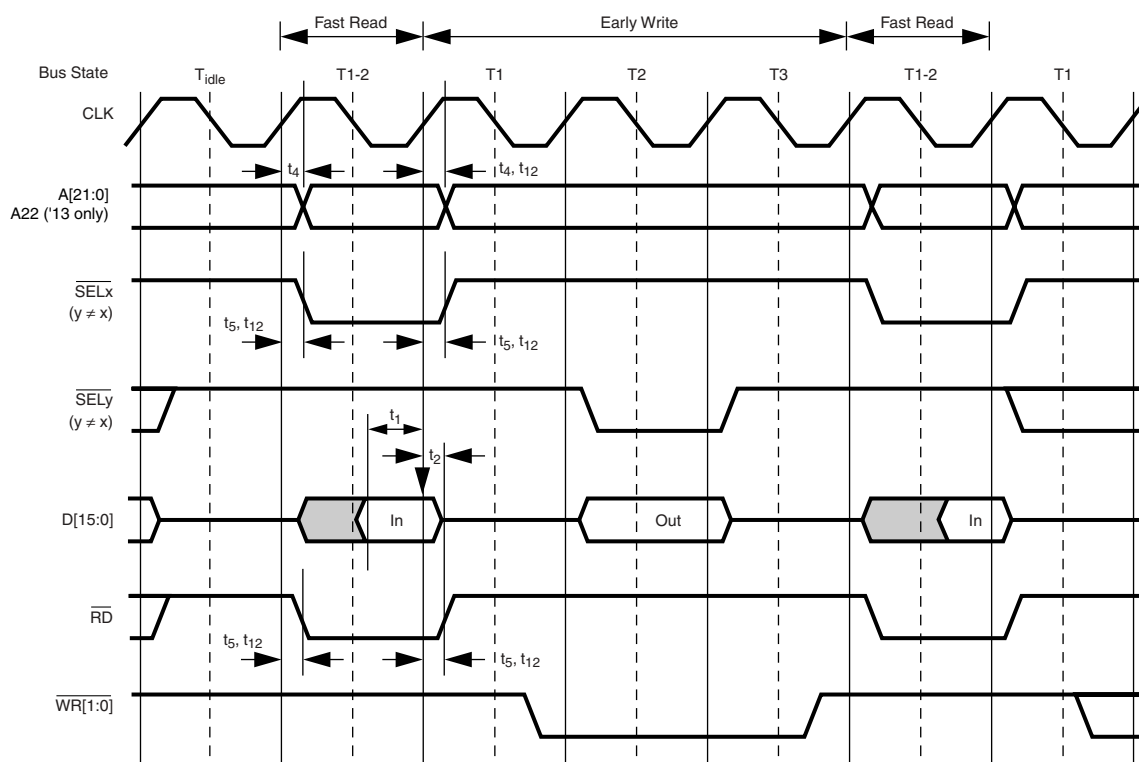 Fast Read Early Write Fast Read
Bus State T_idle T1-2 T1 T2 T3 T1-2 T1
CLK
t4 t4, t12
A[21:0]
A22 ('13 only)
SELx
(y ≠ x)
t5, t12 t5, t12
SELy
(y ≠ x)
t1
t2
D[15:0] In Out In
RD
t5, t12 t5, t12
WR[1:0]